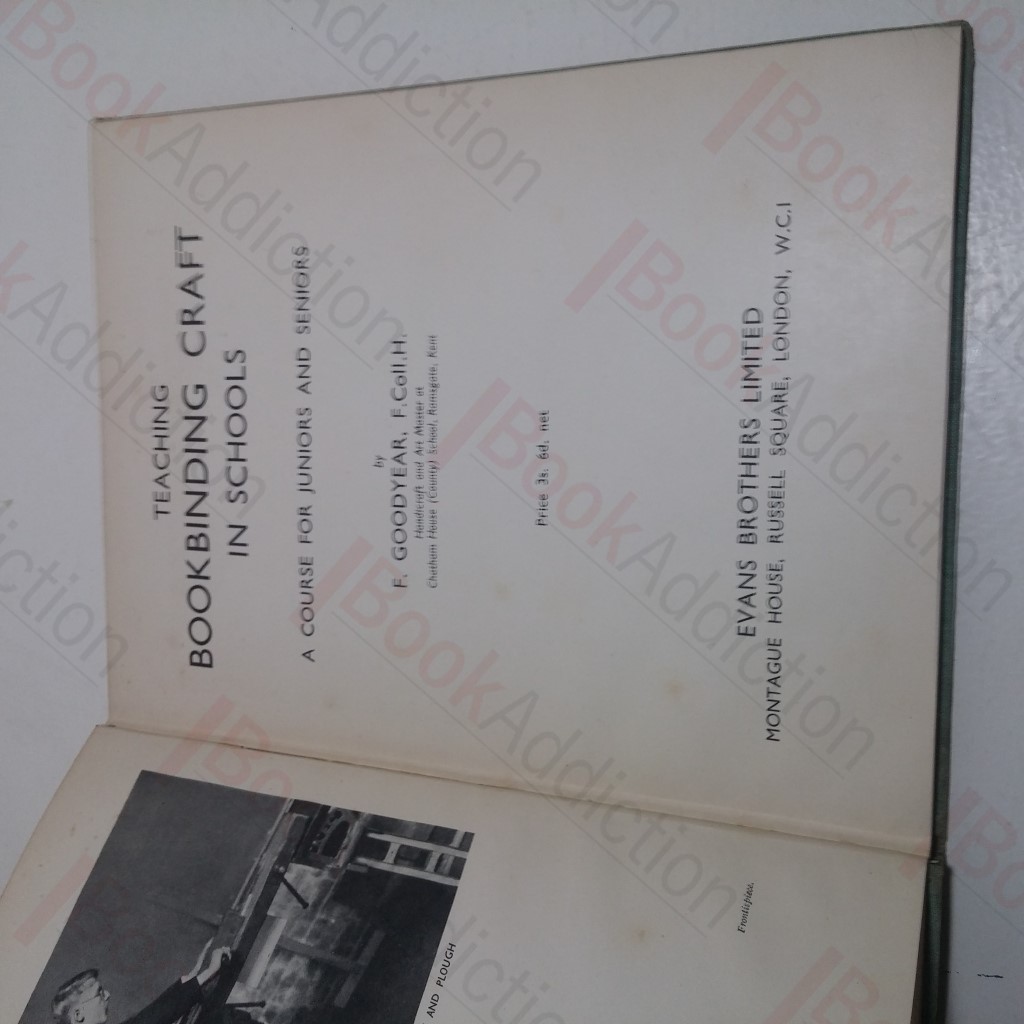 TEACHING
BOOKBINDING CRAFT
IN SCHOOLS
A COURSE FOR JUNIORS AND SENIORS
by
F. GOODYEAR, F.Coll.H.
Handicraft and Art Master at
Chatham House (County) School, Ramsgate, Kent
Price 3s. 6d. net
EVANS BROTHERS LIMITED
MONTAGUE HOUSE, RUSSELL SQUARE, LONDON, W.C.1
AND PLOUGH
Frontispiece.
BookAddiction